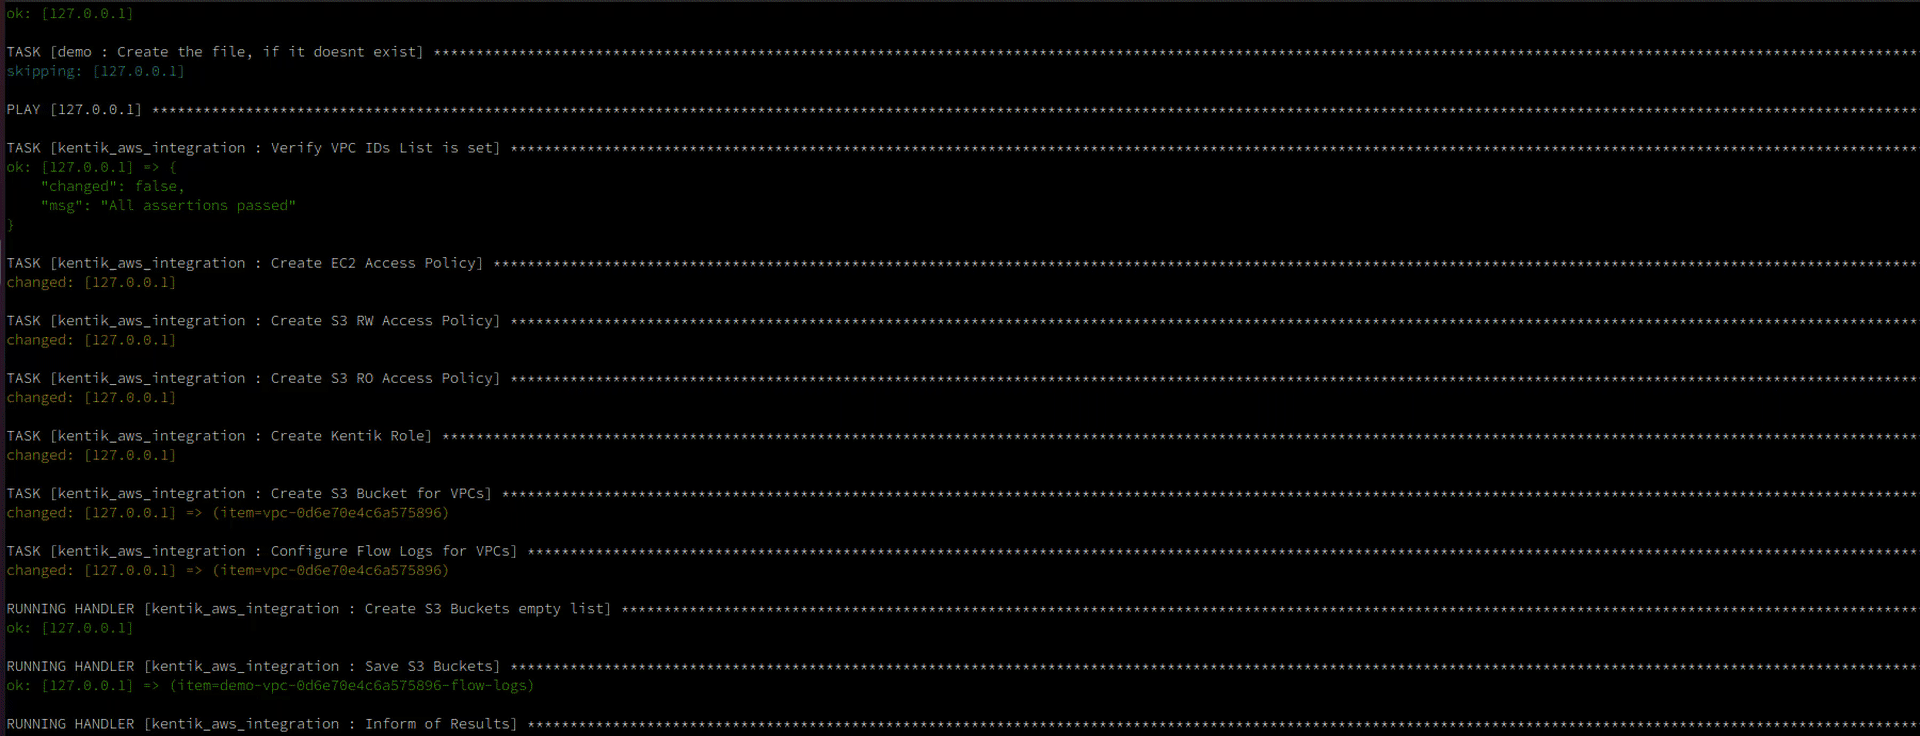 ok: [127.0.0.1]
TASK [demo : Create the file, if it doesnt exist] ************************************************************************************************************************************************************************
skipping: [127.0.0.1]
PLAY [127.0.0.1] ************************************************************************************************************************************************************************************************************
TASK [kentik_aws_integration : Verify VPC IDs List is set] *******************************************************************************************************************************************************************
ok: [127.0.0.1] => {
"changed": false,
"msg": "All assertions passed"
}
TASK [kentik_aws_integration : Create EC2 Access Policy] *********************************************************************************************************************************************************************
changed: [127.0.0.1]
TASK [kentik_aws_integration : Create S3 RW Access Policy] *******************************************************************************************************************************************************************
changed: [127.0.0.1]
TASK [kentik_aws_integration : Create S3 RO Access Policy] *******************************************************************************************************************************************************************
changed: [127.0.0.1]
TASK [kentik_aws_integration : Create Kentik Role] ***************************************************************************************************************************************************************************
changed: [127.0.0.1]
TASK [kentik_aws_integration : Create S3 Bucket for VPCs] ********************************************************************************************************************************************************************
changed: [127.0.0.1] => (item=vpc-0d6e70e4c6a575896)
TASK [kentik_aws_integration : Configure Flow Logs for VPCs] *****************************************************************************************************************************************************************
changed: [127.0.0.1] => (item=vpc-0d6e70e4c6a575896)
RUNNING HANDLER [kentik_aws_integration : Create S3 Buckets empty list] ******************************************************************************************************************************************************
ok: [127.0.0.1]
RUNNING HANDLER [kentik_aws_integration : Save S3 Buckets] *******************************************************************************************************************************************************************
ok: [127.0.0.1] => (item=demo-vpc-0d6e70e4c6a575896-flow-logs)
RUNNING HANDLER [kentik_aws_integration : Inform of Results] *****************************************************************************************************************************************************************